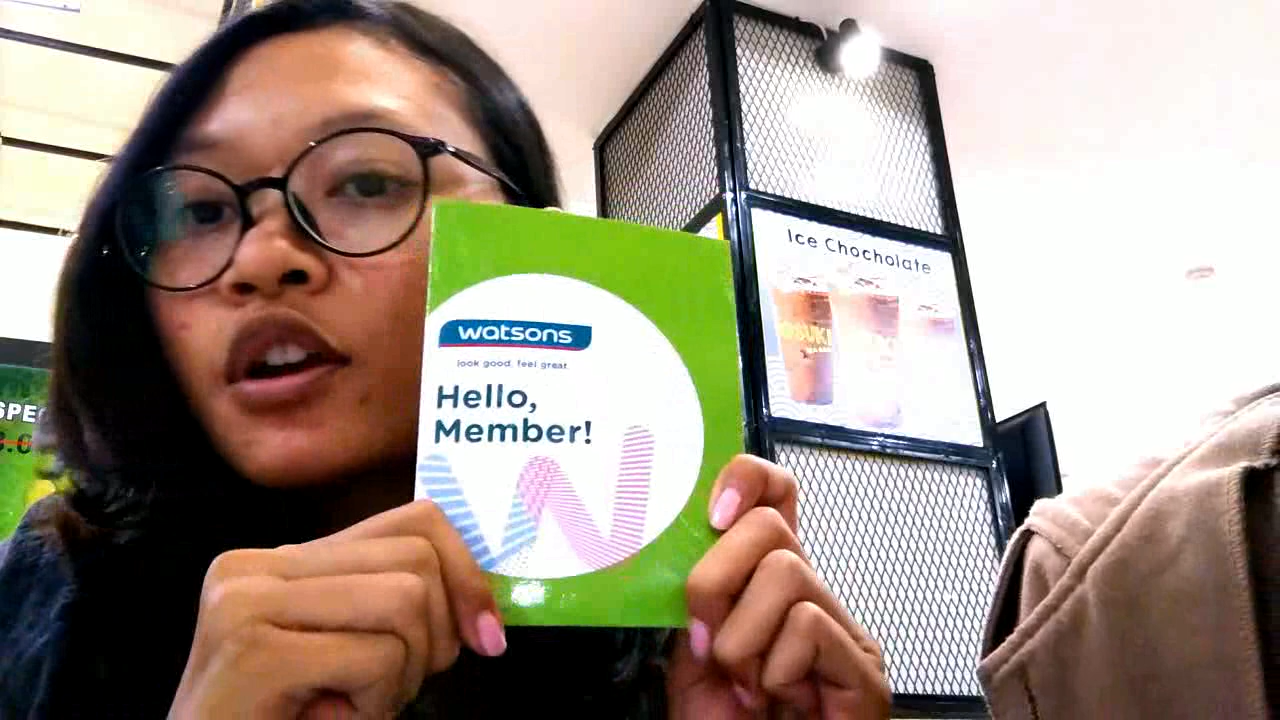 watsons
look good, feel great.
Hello,
Member!
Ice Chocholate